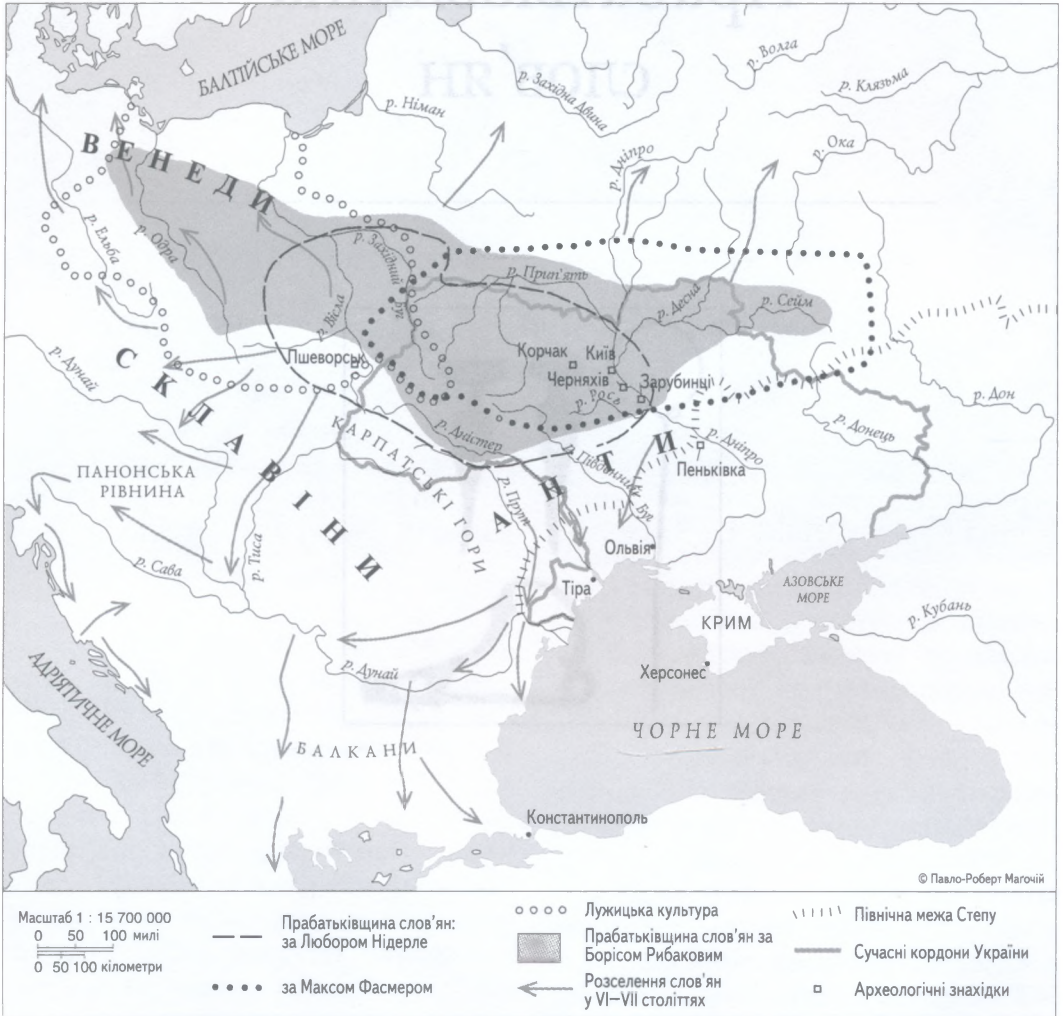 БАЛТІЙСЬКЕ МОРЕ
р. Німан
р. Західна Двина
р. Волга
р. Клязьма
р. Ока
р. Дніпро
ВЕНЕДИ
р. Ельба
р. Одра
р. Вісла
р. Західний Буг
р. Прип'ять
р. Десна
р. Сейм
Пшеворськ
Корчак
Київ
Черняхів
Зарубинці
р. Рось
р. Дунай
СКЛАВІНИ
КАРПАТСЬКІ ГОРИ
р. Дністер
АНТИ
р. Південний Буг
р. Дніпро
Пеньківка
р. Донець
р. Дон
ПАНОНСЬКА
РІВНИНА
р. Тиса
р. Прут
р. Сава
Ольвія
Тіра
АЗОВСЬКЕ
МОРЕ
КРИМ
р. Кубань
Херсонес
АДРІЯТИЧНЕ МОРЕ
р. Дунай
ЧОРНЕ МОРЕ
БАЛКАНИ
Константинополь
© Павло-Роберт Маґочій
Масштаб 1 : 15 700 000
0 50 100 милі
0 50 100 кілометри
Прабатьківщина слов'ян:
за Любором Нідерле
за Максом Фасмером
Лужицька культура
Прабатьківщина слов'ян за
Борісом Рибаковим
Розселення слов'ян
у VI–VII століттях
Північна межа Степу
Сучасні кордони України
Археологічні знахідки